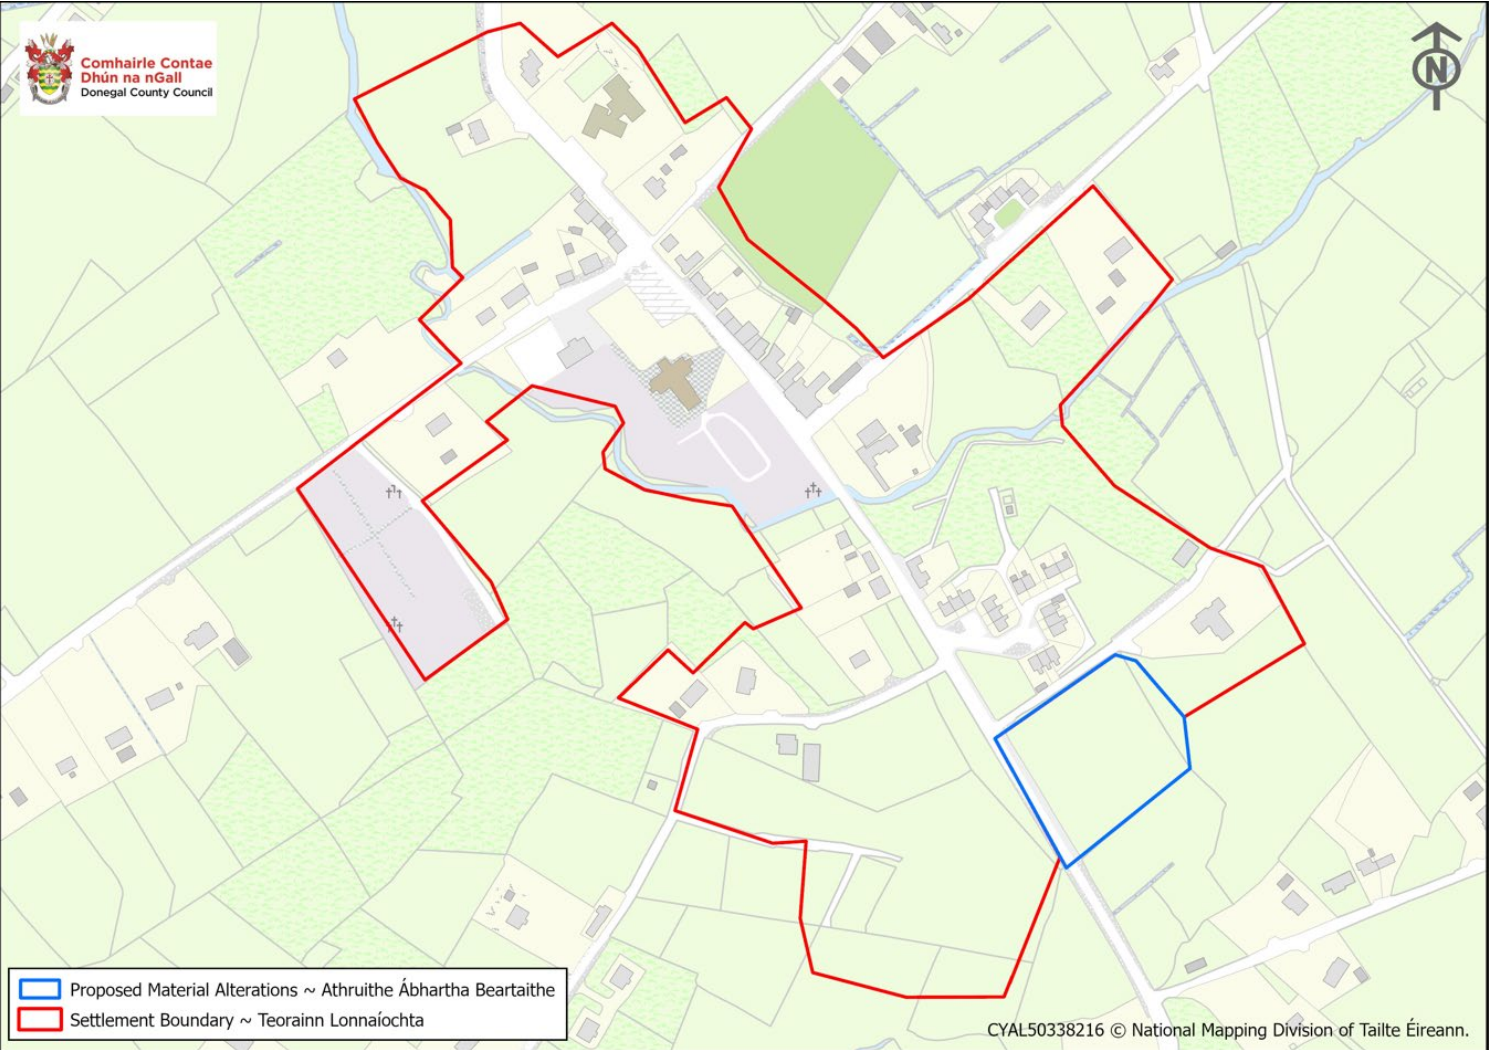 Comhairle Contae
Dhún na nGall
Donegal County Council
N
Proposed Material Alterations ~ Athruithe Ábhartha Beartaithe
Settlement Boundary ~ Teorainn Lonnaíochta
CYAL50338216 © National Mapping Division of Tailte Éireann.